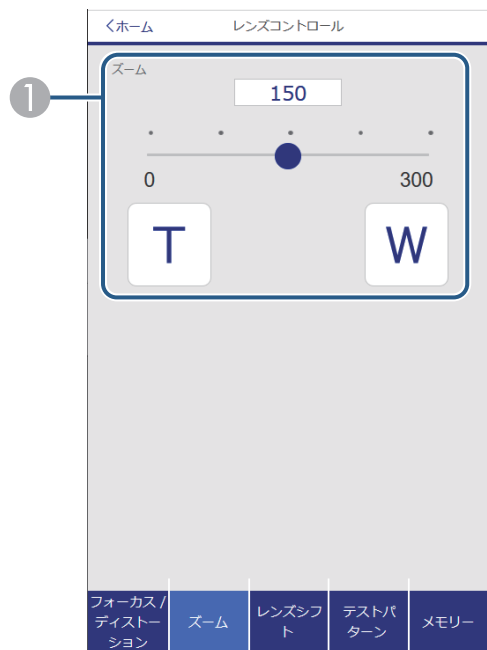 くホーム レンズコントロール
ズーム
1
150
0 300
T W
フォーカス /
ディストー
ション
ズーム
レンズシフ
ト
テストパ
ターン
メモリー